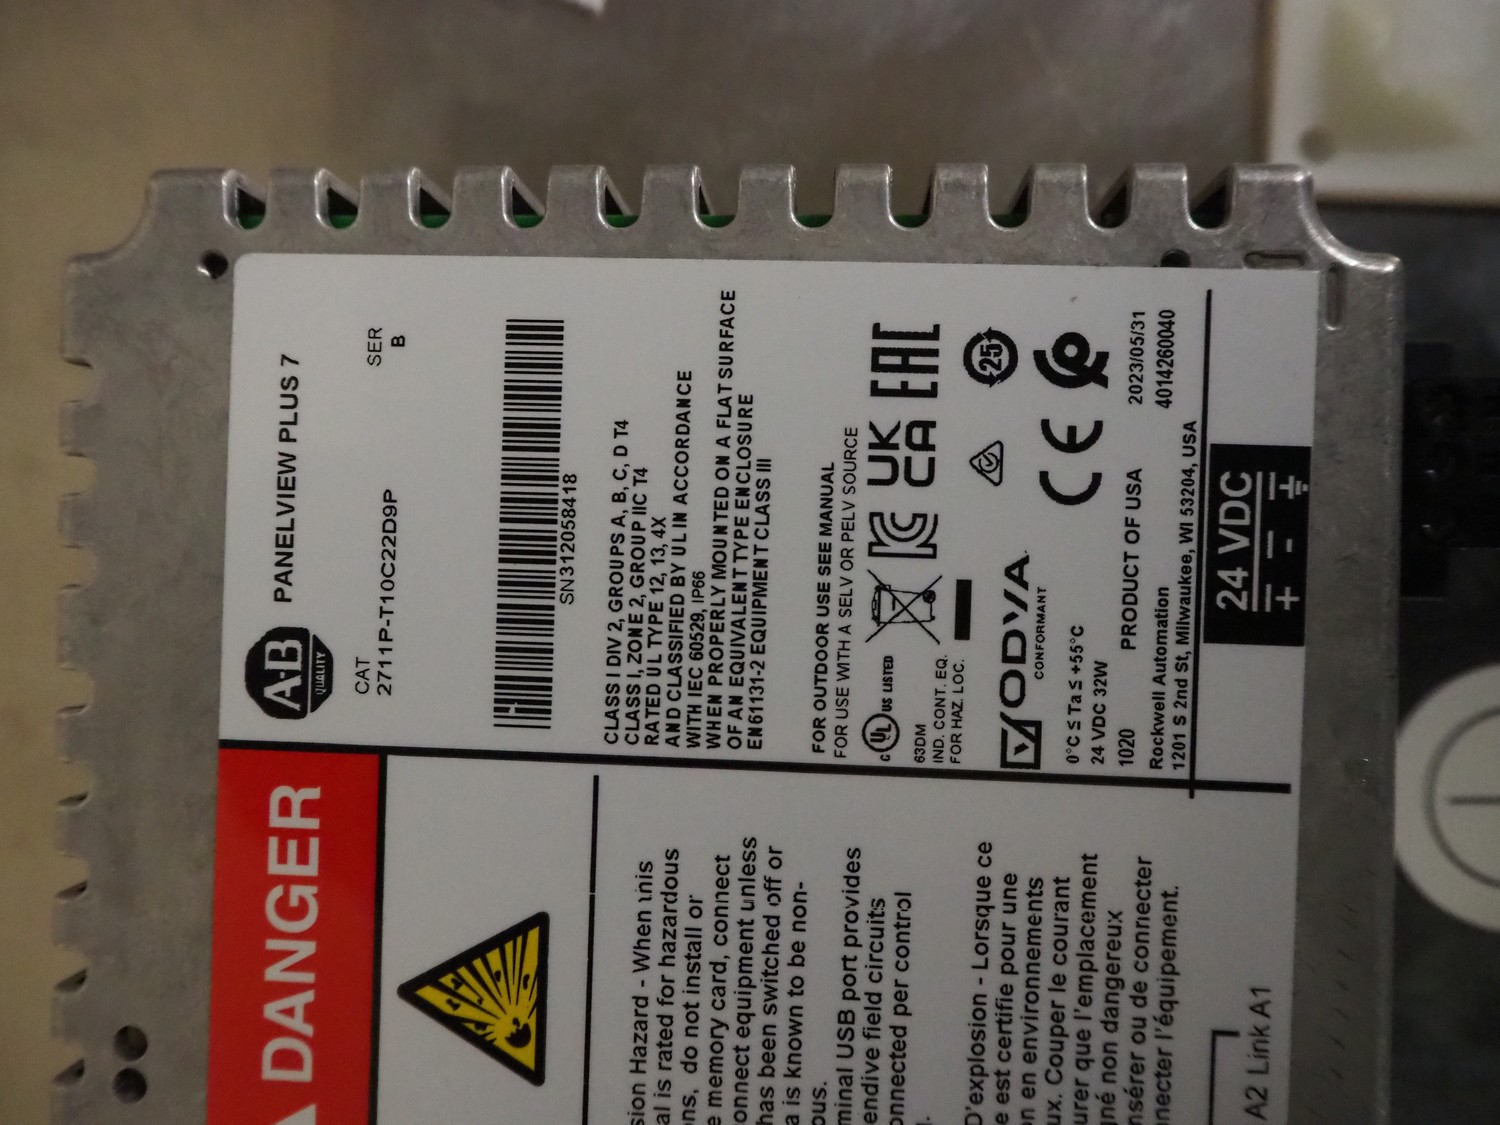 A-B
QUALITY
PANELVIEW PLUS 7
CAT
SER
2711P-T10C22D9P
B
SN312058418
CLASS I DIV 2, GROUPS A, B, C, D T4
CLASS I, ZONE 2, GROUP IIC T4
RATED UL TYPE 12, 13, 4X
AND CLASSIFIED BY UL IN ACCORDANCE
WITH IEC 60529, IP66
WHEN PROPERLY MOUNTED ON A FLAT SURFACE
OF AN EQUIVALENT TYPE ENCLOSURE
EN61131-2 EQUIPMENT CLASS III
FOR OUTDOOR USE SEE MANUAL
FOR USE WITH A SELV OR PELV SOURCE
c UL US LISTED
UK
CA
EAC
63DM
IND. CONT. EQ.
FOR HAZ. LOC.
25
ODVA
CONFORMANT
CE
0°C ≤ Ta ≤ +55°C
24 VDC 32W
1020
PRODUCT OF USA
2023/05/31
Rockwell Automation
4014260040
1201 S 2nd St, Milwaukee, WI 53204, USA
24 VDC
+ - 
DANGER
sion Hazard - When this
al is rated for hazardous
ons, do not install or
e memory card, connect
onnect equipment unless
has been switched off or
a is known to be non-
ous.
minal USB port provides
endive field circuits
onnected per control
D'explosion - Lorsque ce
e est certifie pour une
on en environnements
ux. Couper le courant
urer que l'emplacement
gné non dangereux
nsérer ou de connecter
necter l'équipement.
A2 Link A1